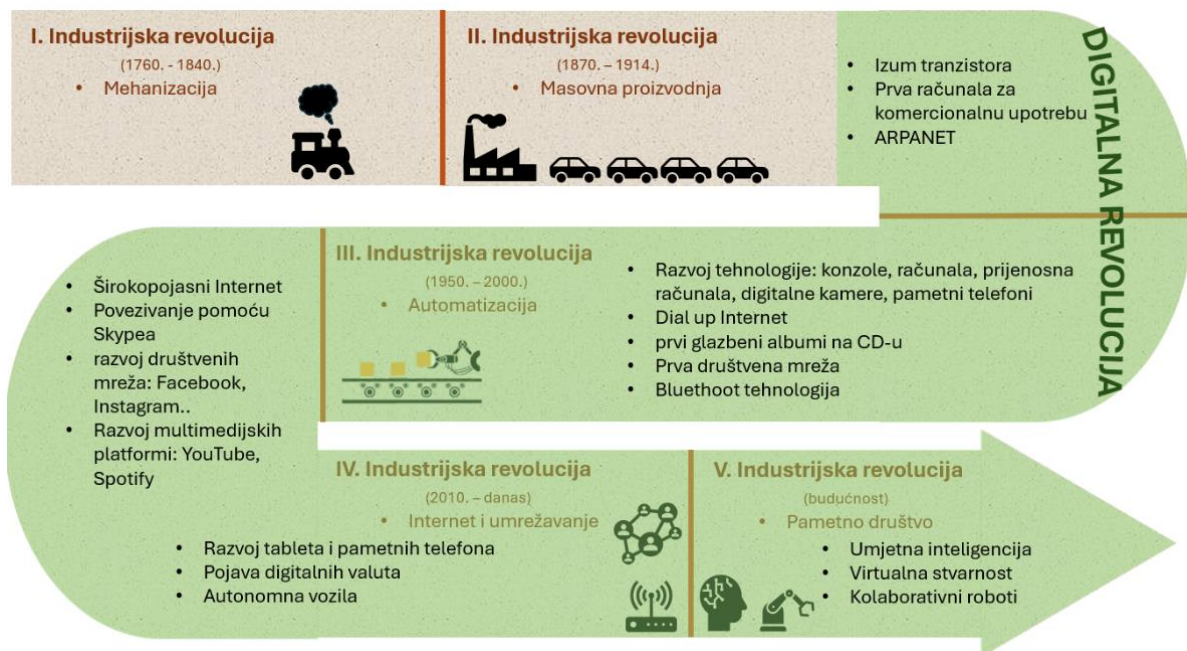 I. Industrijska revolucija
(1760. - 1840.)
• Mehanizacija
II. Industrijska revolucija
(1870. – 1914.)
• Masovna proizvodnja
• Izum tranzistora
• Prva računala za
komercijalnu upotrebu
• ARPANET
DIGITALNA REVOLUCIJA
III. Industrijska revolucija
(1950. – 2000.)
• Automatizacija
• Razvoj tehnologije: konzole, računala, prijenosna
računala, digitalne kamere, pametni telefoni
• Dial up Internet
• prvi glazbeni albumi na CD-u
• Prva društvena mreža
• Bluethoot tehnologija
• Širokopojasni Internet
• Povezivanje pomoću
Skypea
• razvoj društvenih
mreža: Facebook,
Instagram..
• Razvoj multimedijskih
platformi: YouTube,
Spotify
IV. Industrijska revolucija
(2010. – danas)
• Internet i umrežavanje
• Razvoj tableta i pametnih telefona
• Pojava digitalnih valuta
• Autonomna vozila
V. Industrijska revolucija
(budućnost)
• Pametno društvo
• Umjetna inteligencija
• Virtualna stvarnost
• Kolaborativni roboti